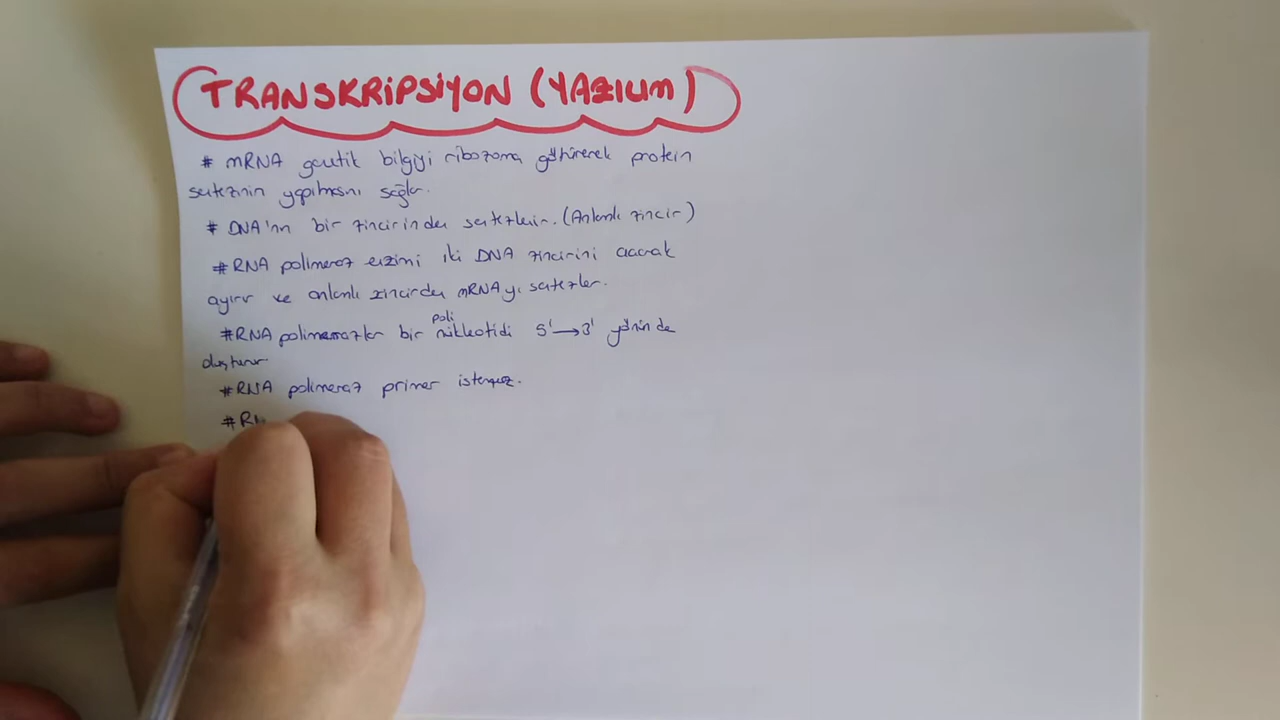 TRANSKRİPSİYON (YAZILIM)
# mRNA genetik bilgiyi ribozoma götürerek protein
sentezinin yapılmasını sağlar.
# DNA'nın bir zincirinden sentezlenir. (Anlamlı zincir)
#RNA polimeraz enzimi iki DNA zincirini açarak
ayırır ve anlamlı zincirden mRNA yı sentezler.
#RNA polimerazlar bir poli nükleotidi 5' → 3' yönünde
oluşturur.
#RNA polimeraz primer istemez.
#RN